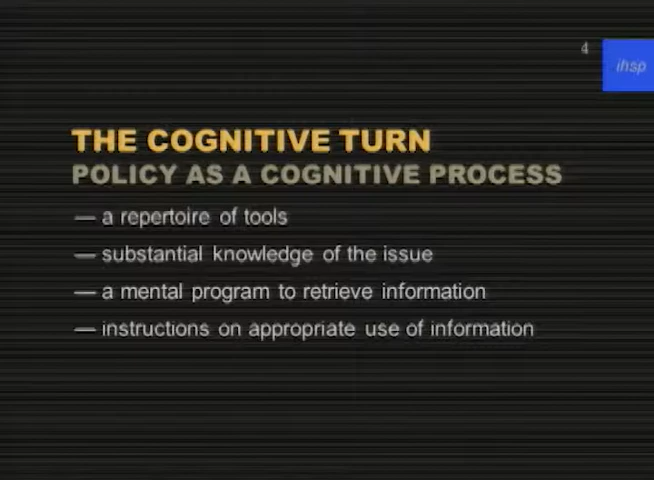 4
ihsp
THE COGNITIVE TURN
POLICY AS A COGNITIVE PROCESS
— a repertoire of tools
— substantial knowledge of the issue
— a mental program to retrieve information
— instructions on appropriate use of information